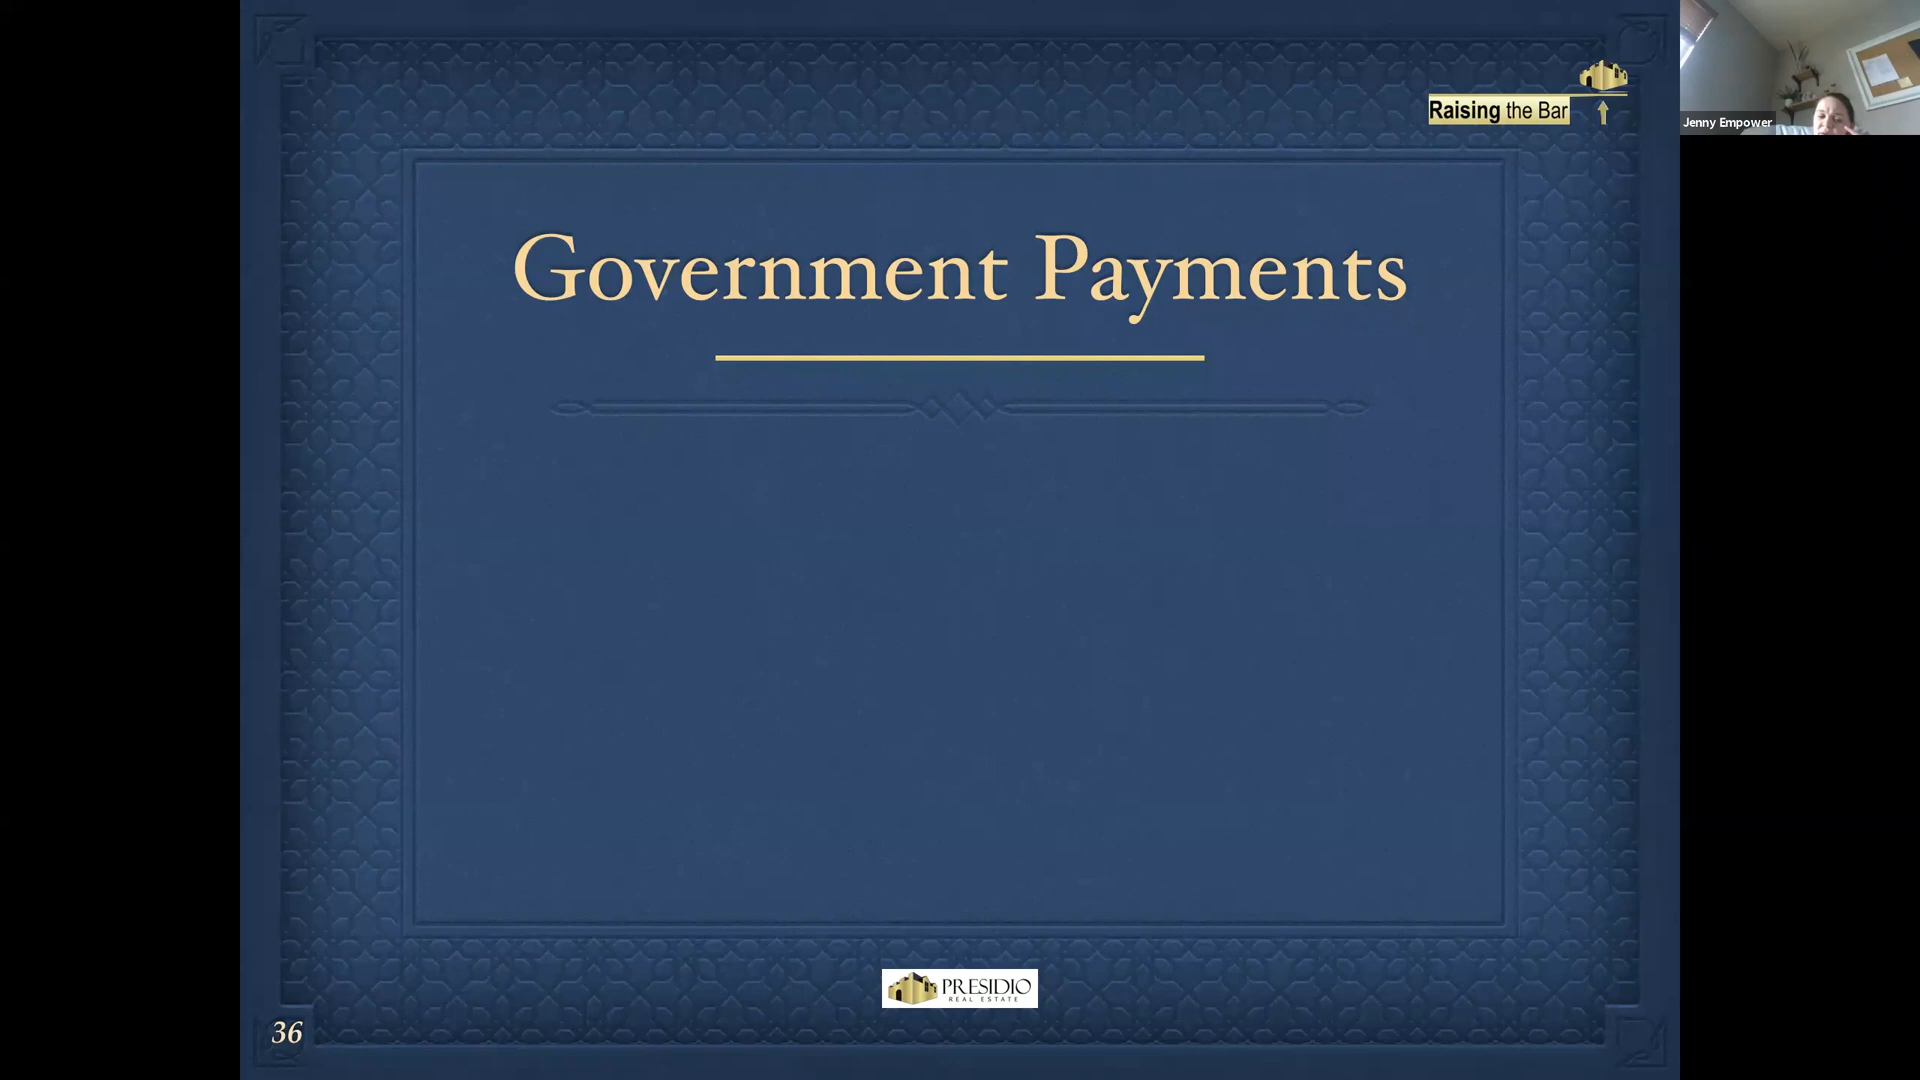 Raising the Bar
Jenny Empower
Government Payments
PRESIDIO
REAL ESTATE
36